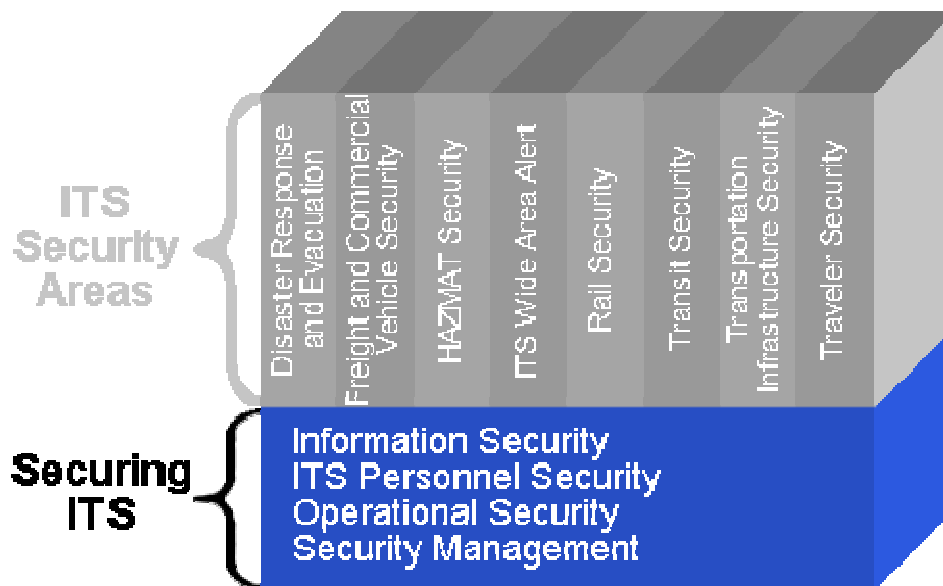 ITS
Security
Areas
Disaster Response
and Evacuation
Freight and Commercial
Vehicle Security
HAZMAT Security
ITS Wide Area Alert
Rail Security
Transit Security
Transportation
Infrastructure Security
Traveler Security
Securing
ITS
Information Security
ITS Personnel Security
Operational Security
Security Management